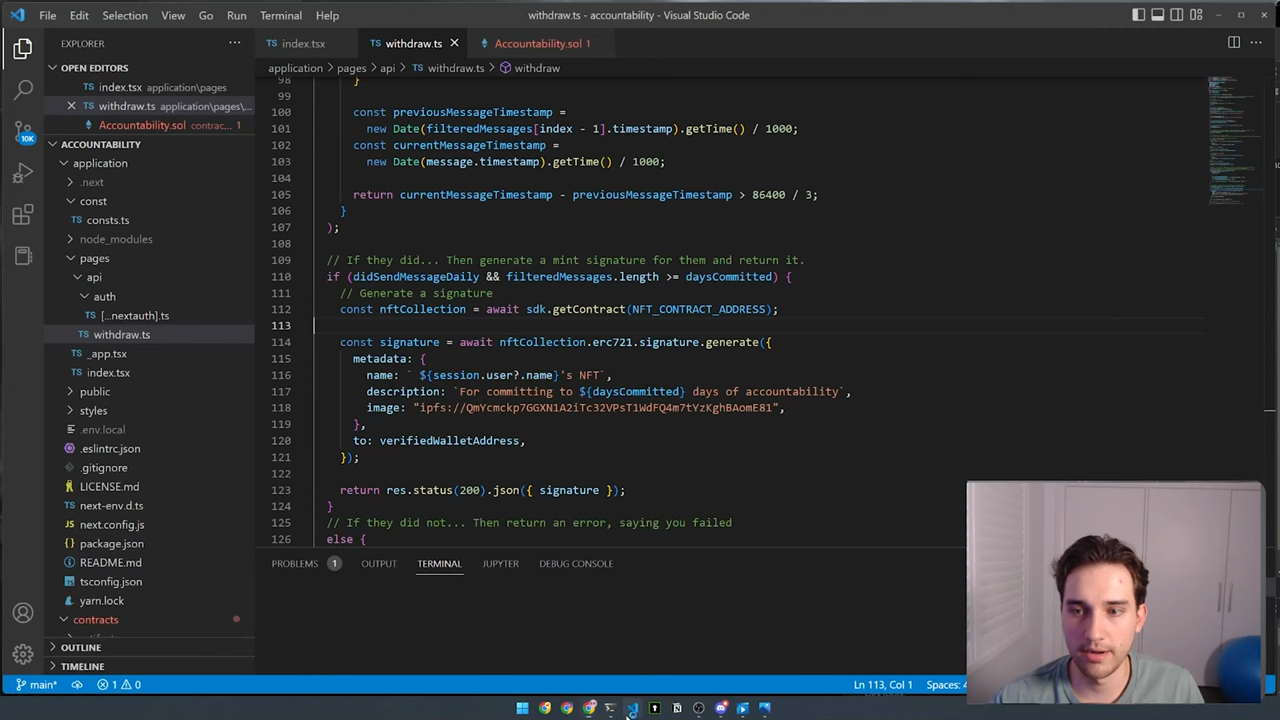 File Edit Selection View Go Run Terminal Help
withdraw.ts - accountability - Visual Studio Code
EXPLORER
TS index.tsx
TS withdraw.ts
Accountability.sol 1
application > pages > api > TS withdraw.ts > withdraw
OPEN EDITORS
TS index.tsx application\pages
TS withdraw.ts application\pages\...
Accountability.sol contrac... 1
ACCOUNTABILITY
application
.next
const
TS consts.ts
node_modules
pages
api
auth
TS [...nextauth].ts
TS withdraw.ts
TS _app.tsx
TS index.tsx
public
styles
.env.local
.eslintrc.json
.gitignore
LICENSE.md
TS next-env.d.ts
JS next.config.js
package.json
README.md
tsconfig.json
yarn.lock
contracts
OUTLINE
TIMELINE
10K
98 }
99
100 const previousMessageTimestamp =
101 new Date(filteredMessages[index - 1].timestamp).getTime() / 1000;
102 const currentMessageTimestamp =
103 new Date(message.timestamp).getTime() / 1000;
104
105 return currentMessageTimestamp - previousMessageTimestamp > 86400 / 3;
106 }
107 );
108
109 // If they did... Then generate a mint signature for them and return it.
110 if (didSendMessageDaily && filteredMessages.length >= daysCommitted) {
111 // Generate a signature
112 const nftCollection = await sdk.getContract(NFT_CONTRACT_ADDRESS);
113
114 const signature = await nftCollection.erc721.signature.generate({
115 metadata: {
116 name: ` ${session.user?.name}'s NFT`,
117 description: `For committing to ${daysCommitted} days of accountability`,
118 image: "ipfs://QmYcmckp7GGXN1A2iTc32VPsT1WdFQ4m7tYzKghBAomE81",
119 },
120 to: verifiedWalletAddress,
121 });
122
123 return res.status(200).json({ signature });
124 }
125 // If they did not... Then return an error, saying you failed
126 else {
PROBLEMS 1 OUTPUT TERMINAL JUPYTER DEBUG CONSOLE
main* 1 0
Ln 113, Col 1 Spaces: